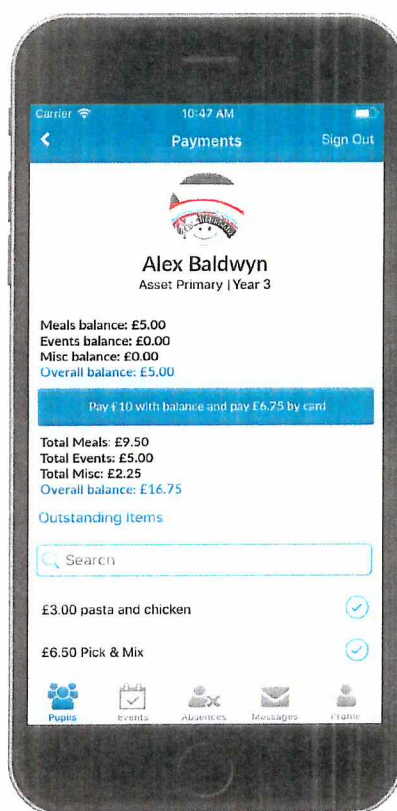 Carrier 10:47 AM
Payments Sign Out
Alex Baldwyn
Asset Primary | Year 3
Meals balance: £5.00
Events balance: £0.00
Misc balance: £0.00
Overall balance: £5.00
Pay £10 with balance and pay £6.75 by card
Total Meals: £9.50
Total Events: £5.00
Total Misc: £2.25
Overall balance: £16.75
Outstanding Items
Search
£3.00 pasta and chicken
£6.50 Pick & Mix
Pupils Events Absences Messages Profile